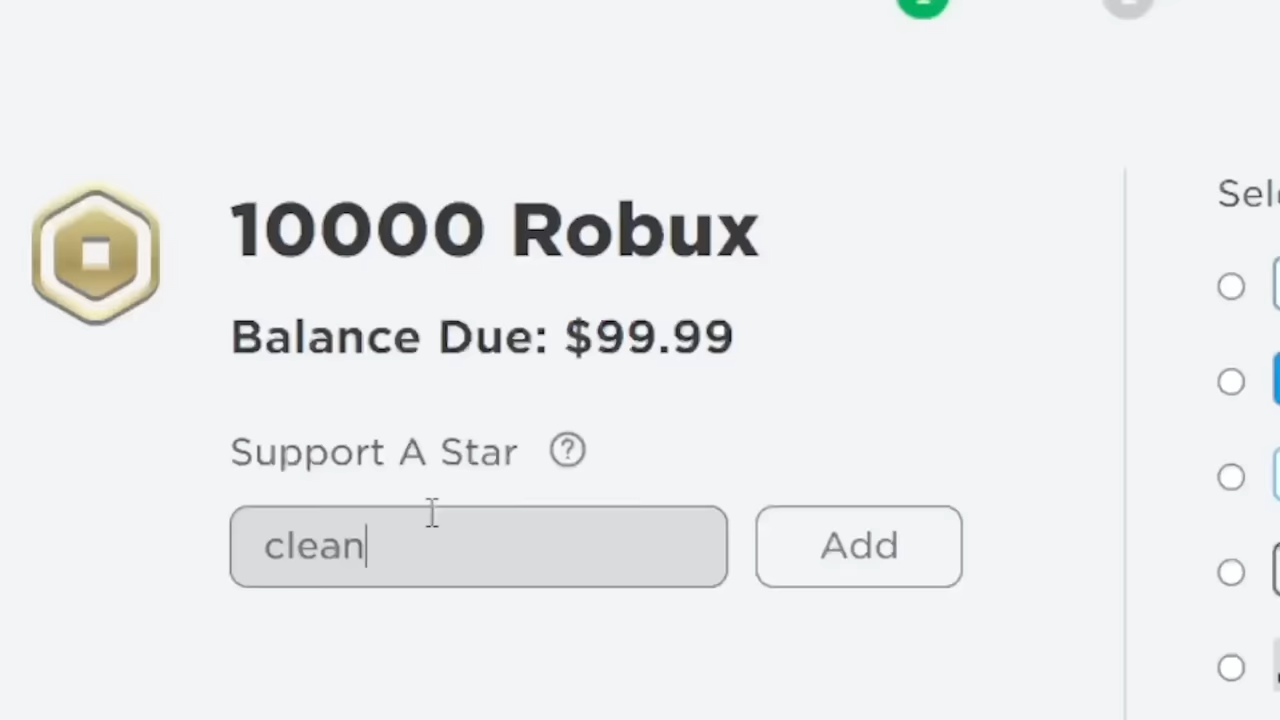 10000 Robux
Balance Due: $99.99
Support A Star ?
clean
Add